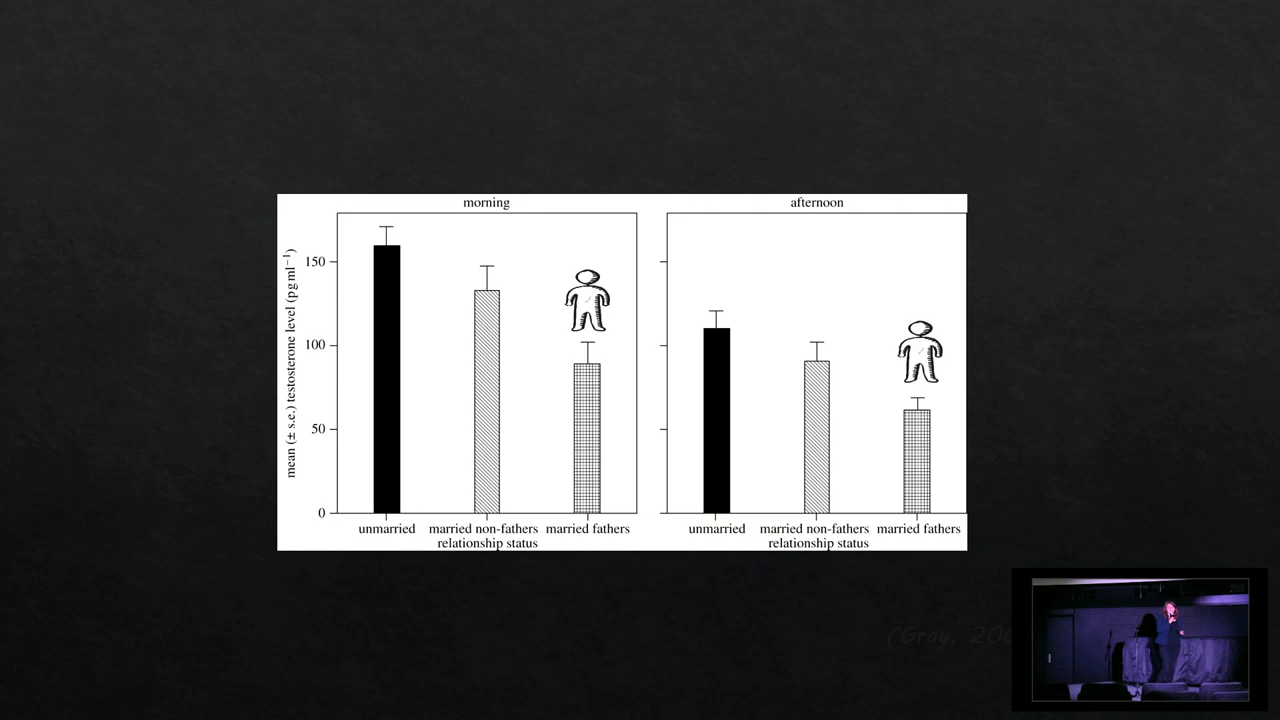 morning
afternoon
mean (± s.e.) testosterone level (pg ml⁻¹)
150
100
50
0
unmarried
married non-fathers
married fathers
relationship status
unmarried
married non-fathers
married fathers
relationship status
(Gray,